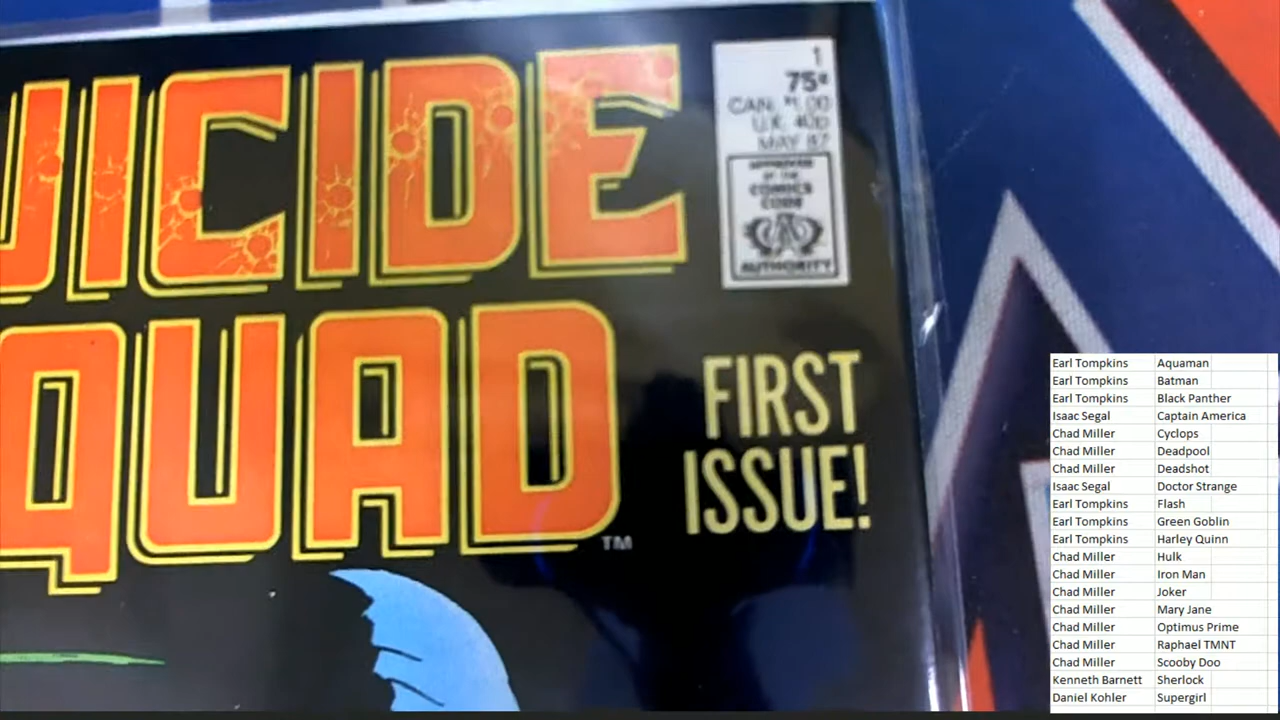 UICIDE
QUAD
TM
FIRST
ISSUE!
1
75¢
CAN. $1.00
U.K. 40p
MAY 87
APPROVED
BY THE
COMICS
CODE
AUTHORITY
Earl Tompkins Aquaman
Earl Tompkins Batman
Earl Tompkins Black Panther
Isaac Segal Captain America
Chad Miller Cyclops
Chad Miller Deadpool
Chad Miller Deadshot
Isaac Segal Doctor Strange
Earl Tompkins Flash
Earl Tompkins Green Goblin
Earl Tompkins Harley Quinn
Chad Miller Hulk
Chad Miller Iron Man
Chad Miller Joker
Chad Miller Mary Jane
Chad Miller Optimus Prime
Chad Miller Raphael TMNT
Chad Miller Scooby Doo
Kenneth Barnett Sherlock
Daniel Kohler Supergirl